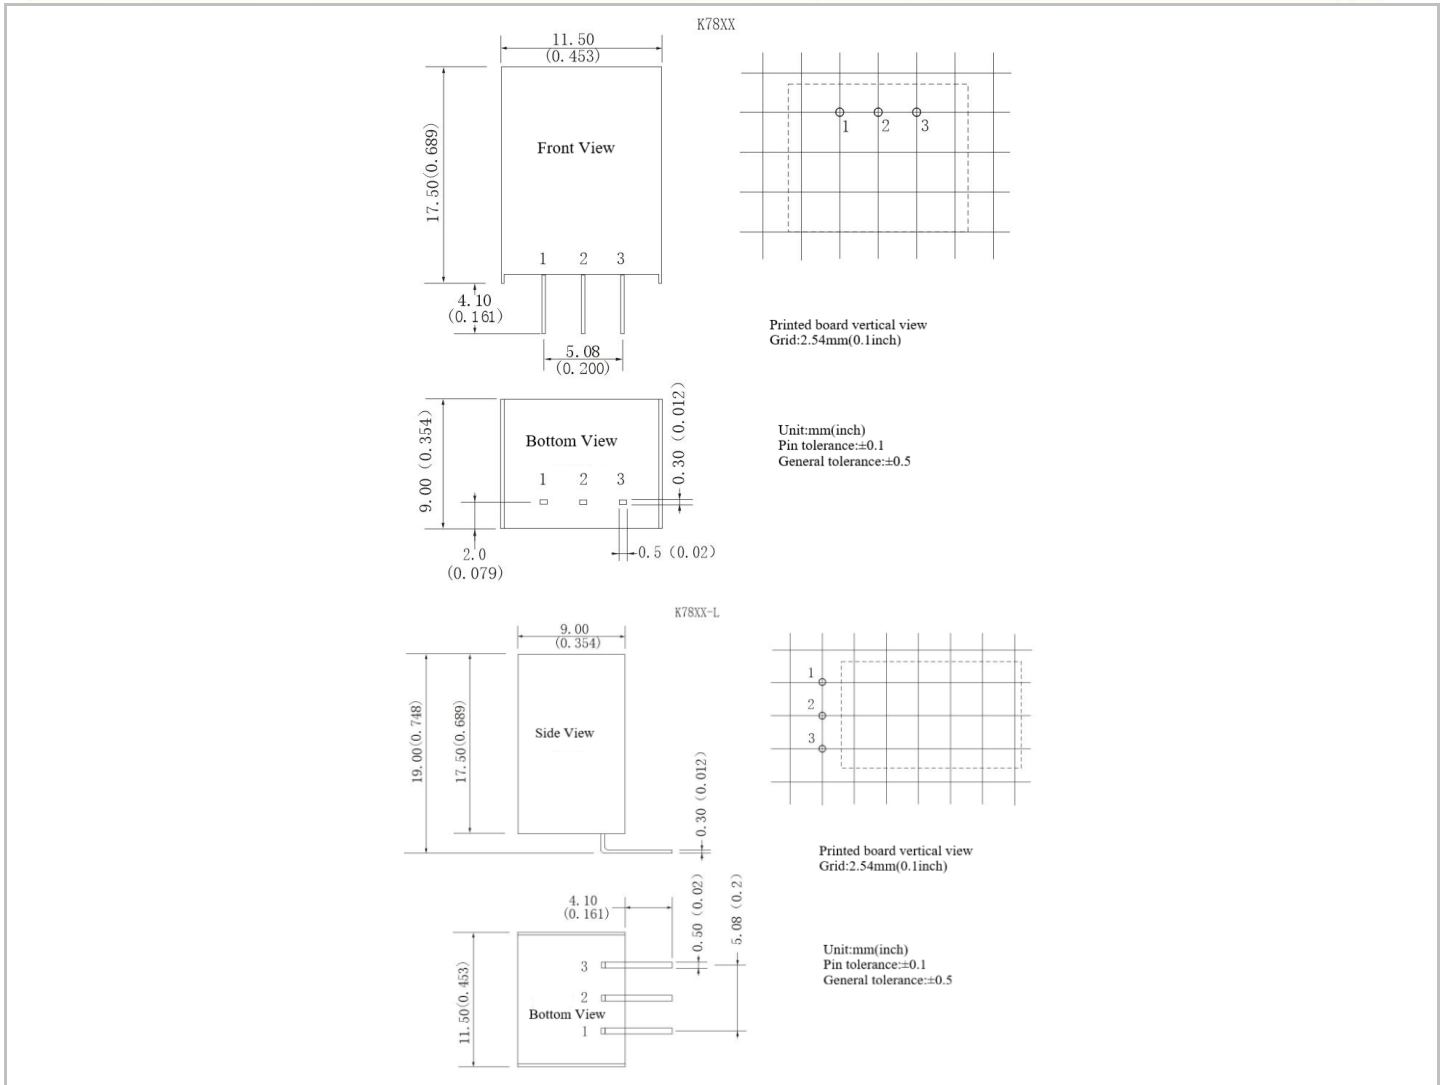 K78XX
11.50
(0.453)
17.50(0.689)
Front View
1 2 3
4.10
(0.161)
5.08
(0.200)
1 2 3
Printed board vertical view
Grid:2.54mm(0.1inch)
9.00 (0.354)
Bottom View
1 2 3
0.30 (0.012)
2.0
(0.079)
0.5 (0.02)
Unit:mm(inch)
Pin tolerance:±0.1
General tolerance:±0.5
K78XX-L
9.00
(0.354)
19.00(0.748)
17.50(0.689)
Side View
0.30 (0.012)
1
2
3
Printed board vertical view
Grid:2.54mm(0.1inch)
4.10
(0.161)
0.50 (0.02)
5.08 (0.2)
11.50(0.453)
3
2
Bottom View
1
Unit:mm(inch)
Pin tolerance:±0.1
General tolerance:±0.5